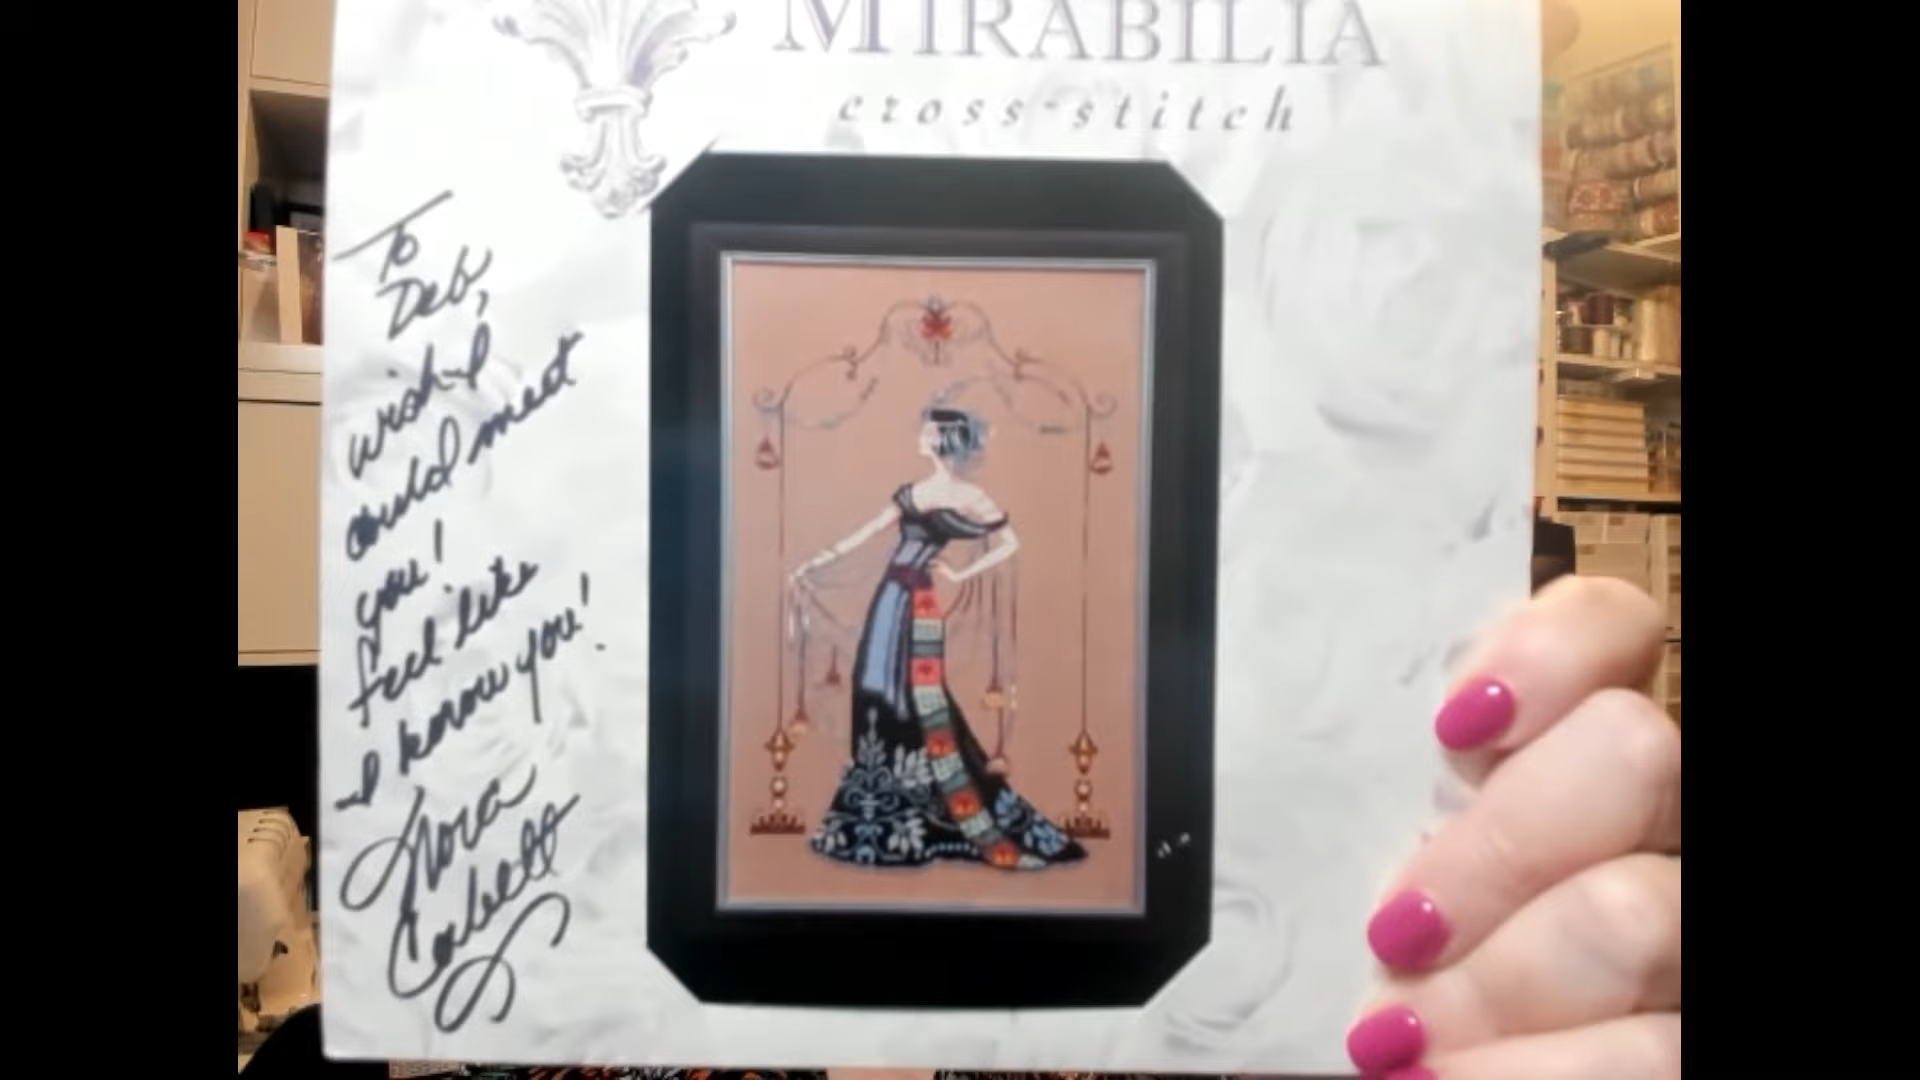 MIRABILIA
cross-stitch
To
Deb,
wish I
could meet
you!
feel like
I know you!
Nora
Corbett